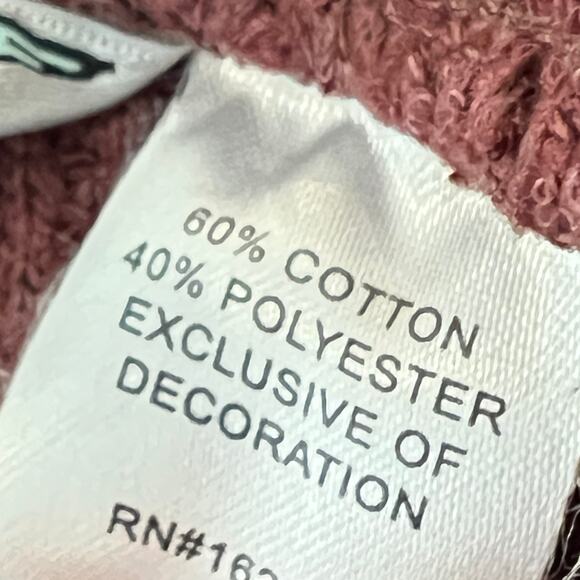 60% COTTON
40% POLYESTER
EXCLUSIVE OF
DECORATION